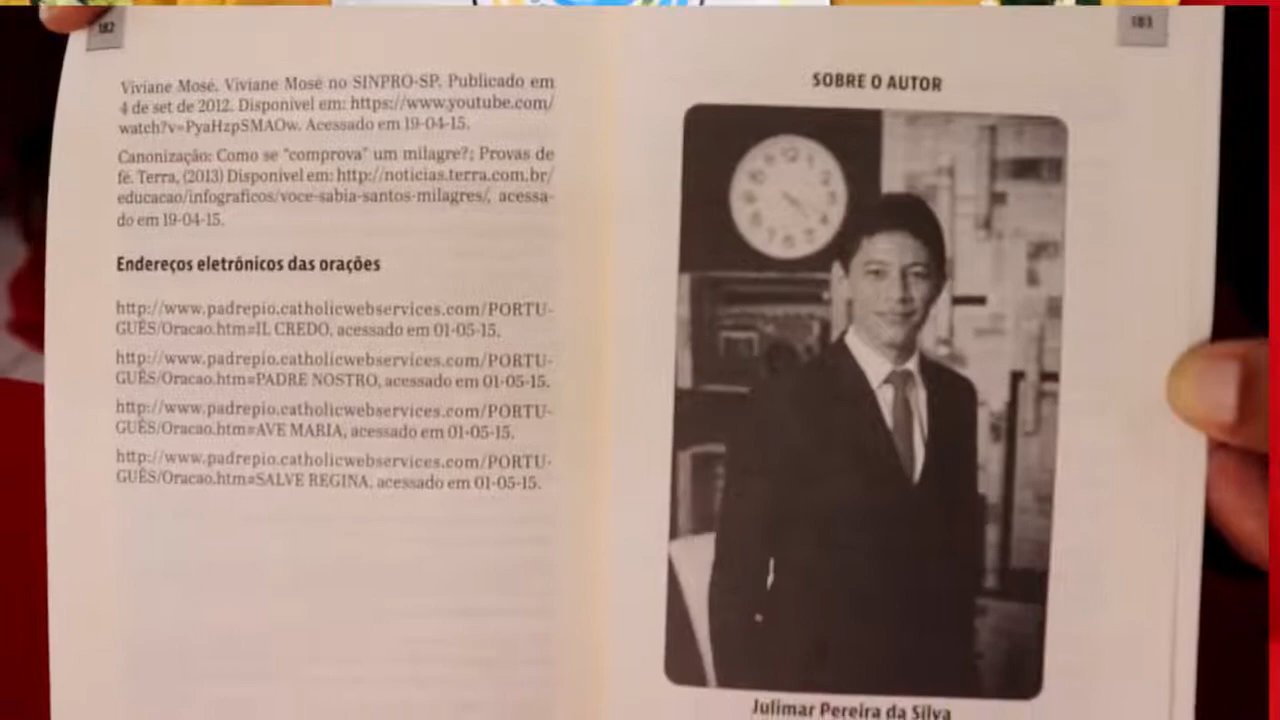 182
Viviane Mosé. Viviane Mosé no SINPRO-SP. Publicado em
4 de set de 2012. Disponível em: https://www.youtube.com/
watch?v=PyaHzpSMAOw. Acessado em 19-04-15.
Canonização: Como se "comprova" um milagre?; Provas de
fé. Terra, (2013) Disponível em: http://noticias.terra.com.br/
educacao/infograficos/voce-sabia-santos-milagres/, acessa-
do em 19-04-15.
Endereços eletrônicos das orações
http://www.padrepio.catholicwebservices.com/PORTU-
GUÊS/Oracao.htm#IL CREDO, acessado em 01-05-15.
http://www.padrepio.catholicwebservices.com/PORTU-
GUÊS/Oracao.htm#PADRE NOSTRO, acessado em 01-05-15.
http://www.padrepio.catholicwebservices.com/PORTU-
GUÊS/Oracao.htm#AVE MARIA, acessado em 01-05-15.
http://www.padrepio.catholicwebservices.com/PORTU-
GUÊS/Oracao.htm#SALVE REGINA, acessado em 01-05-15.
183
SOBRE O AUTOR
Julimar Pereira da Silva